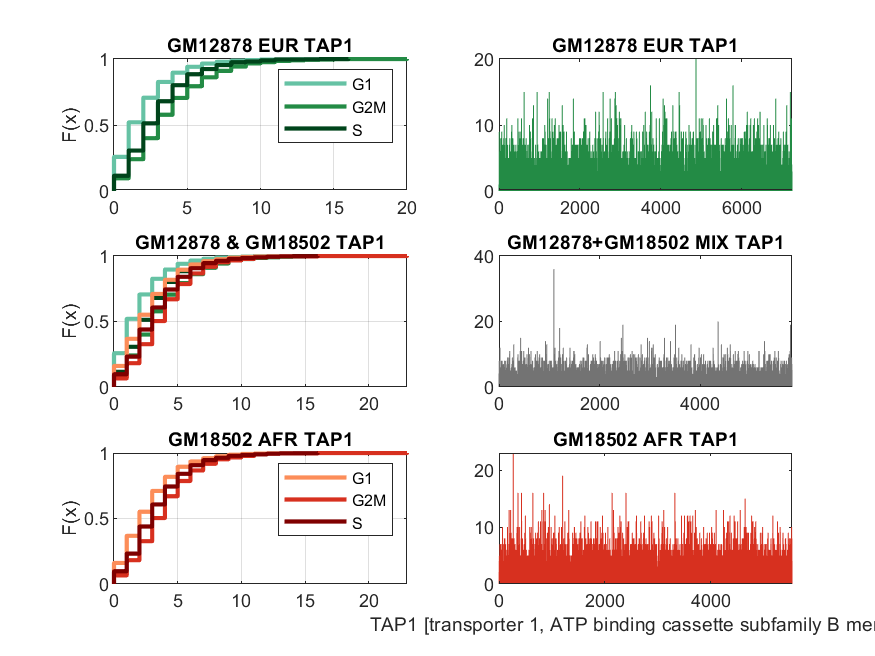 GM12878 EUR TAP1
1
0.5
0
F(x)
0 5 10 15 20
G1
G2M
S
GM12878 EUR TAP1
20
10
0
0 2000 4000 6000
GM12878 & GM18502 TAP1
1
0.5
0
F(x)
0 5 10 15 20
GM12878+GM18502 MIX TAP1
40
20
0
0 2000 4000
GM18502 AFR TAP1
1
0.5
0
F(x)
0 5 10 15 20
G1
G2M
S
GM18502 AFR TAP1
20
10
0
0 2000 4000
TAP1 [transporter 1, ATP binding cassette subfamily B mer